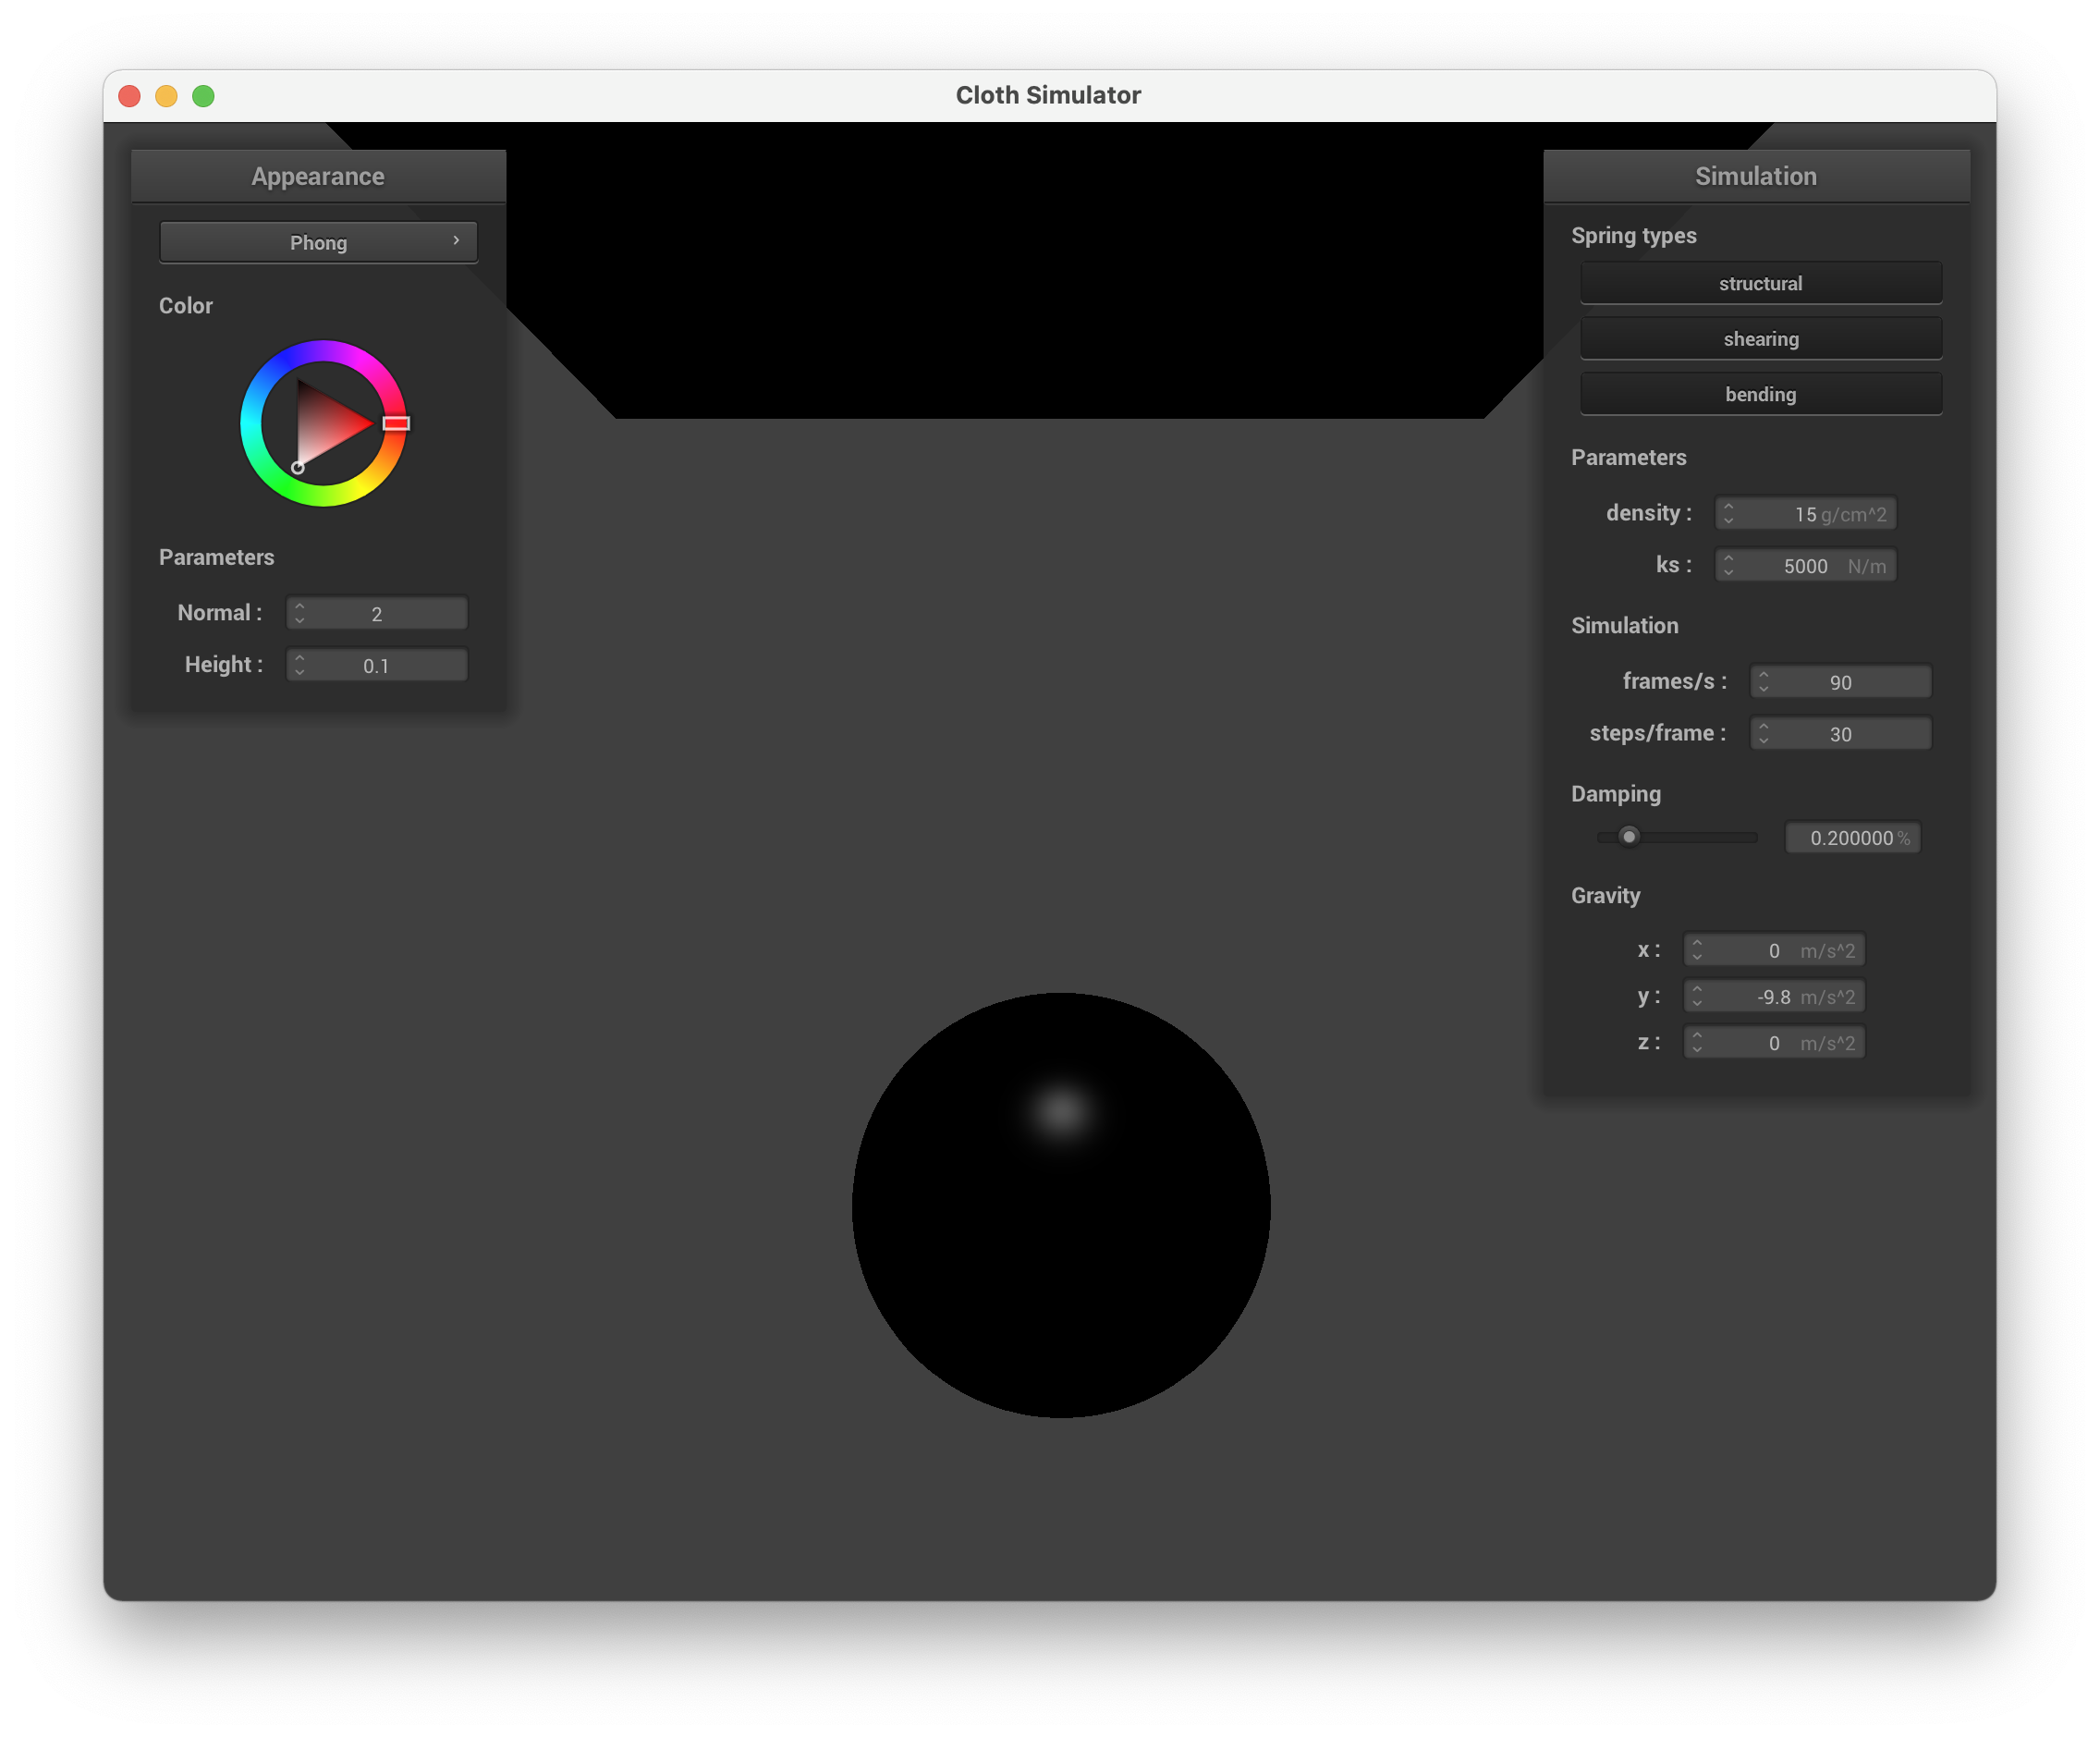 Cloth Simulator
Appearance
Phong
Color
Parameters
Normal : 2
Height : 0.1
Simulation
Spring types
structural
shearing
bending
Parameters
density : 15 g/cm^2
ks : 5000 N/m
Simulation
frames/s : 90
steps/frame : 30
Damping
0.200000 %
Gravity
x : 0 m/s^2
y : -9.8 m/s^2
z : 0 m/s^2